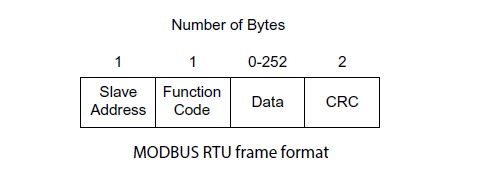 Number of Bytes
1 1 0-252 2
Slave Address
Function Code
Data
CRC
MODBUS RTU frame format